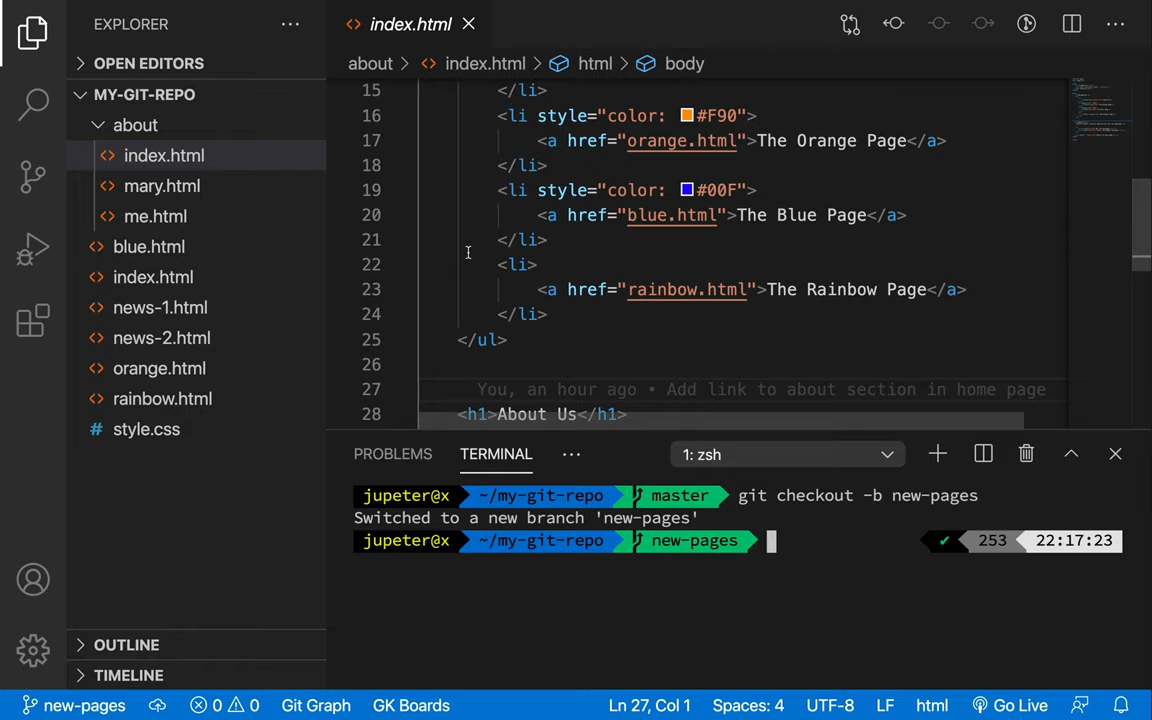 EXPLORER
OPEN EDITORS
MY-GIT-REPO
about
index.html
mary.html
me.html
blue.html
index.html
news-1.html
news-2.html
orange.html
rainbow.html
# style.css
OUTLINE
TIMELINE
index.html
about > index.html > html > body
15 </li>
16 <li style="color: #F90">
17 <a href="orange.html">The Orange Page</a>
18 </li>
19 <li style="color: #00F">
20 <a href="blue.html">The Blue Page</a>
21 </li>
22 <li>
23 <a href="rainbow.html">The Rainbow Page</a>
24 </li>
25 </ul>
26
27 You, an hour ago • Add link to about section in home page
28 <h1>About Us</h1>
PROBLEMS TERMINAL 1: zsh
jupeter@x ~/my-git-repo master git checkout -b new-pages
Switched to a new branch 'new-pages'
jupeter@x ~/my-git-repo new-pages ✔ 253 22:17:23
new-pages 0 0 Git Graph GK Boards Ln 27, Col 1 Spaces: 4 UTF-8 LF html Go Live